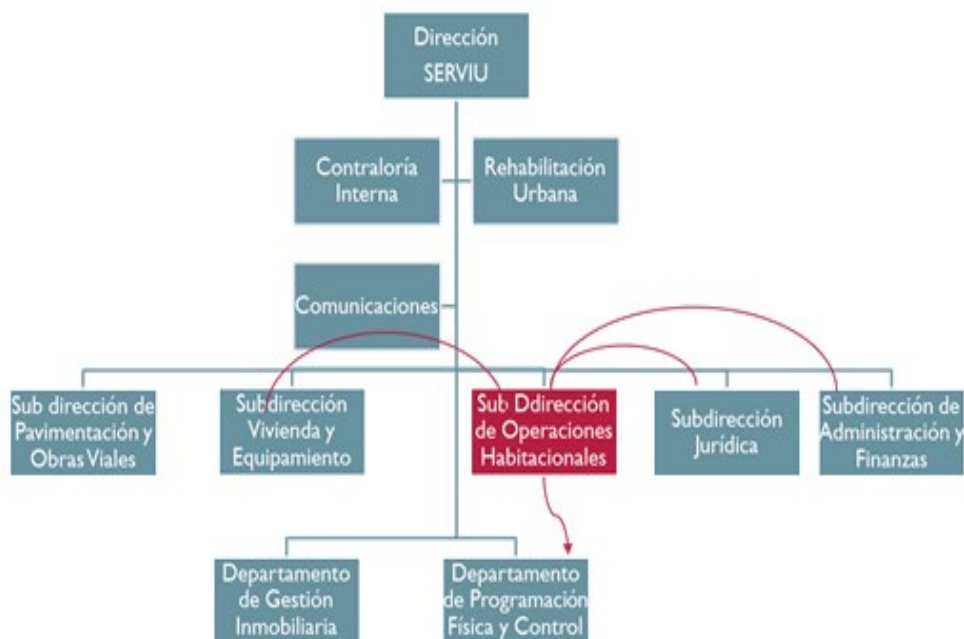 Dirección
SERVIU
Contraloría
Interna
Rehabilitación
Urbana
Comunicaciones
Sub dirección de
Pavimentación y
Obras Viales
Subdirección
Vivienda y
Equipamiento
Sub Ddirección
de Operaciones
Habitacionales
Subdirección
Jurídica
Subdirección de
Administración y
Finanzas
Departamento
de Gestión
Inmobiliaria
Departamento
de Programación
Física y Control